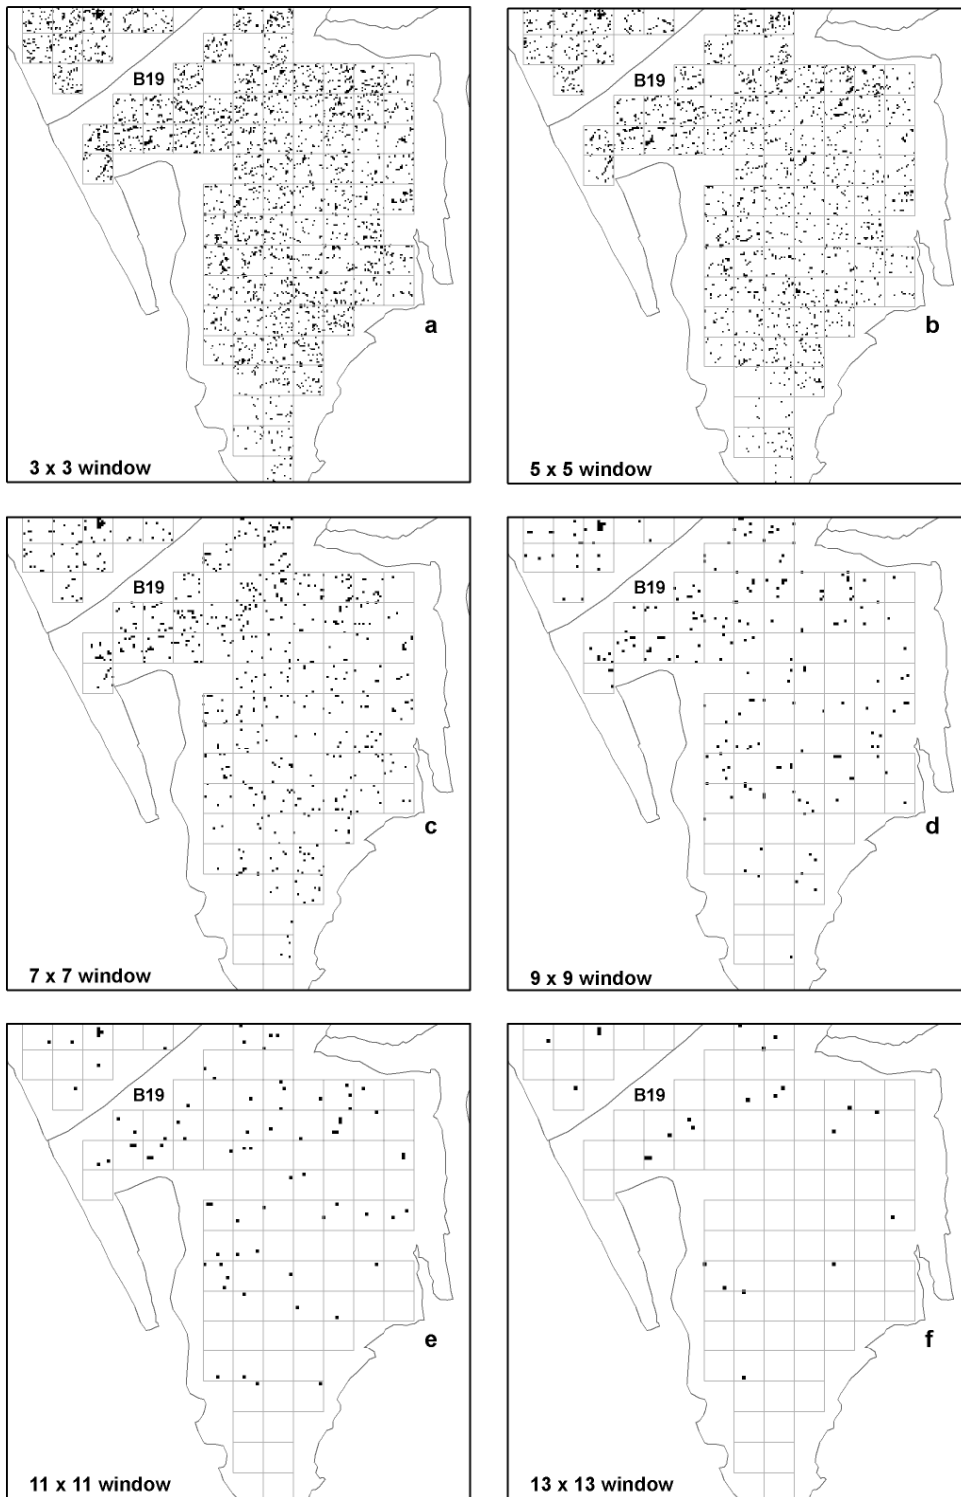 B19
a
3 x 3 window
B19
b
5 x 5 window
B19
c
7 x 7 window
B19
d
9 x 9 window
B19
e
11 x 11 window
B19
f
13 x 13 window